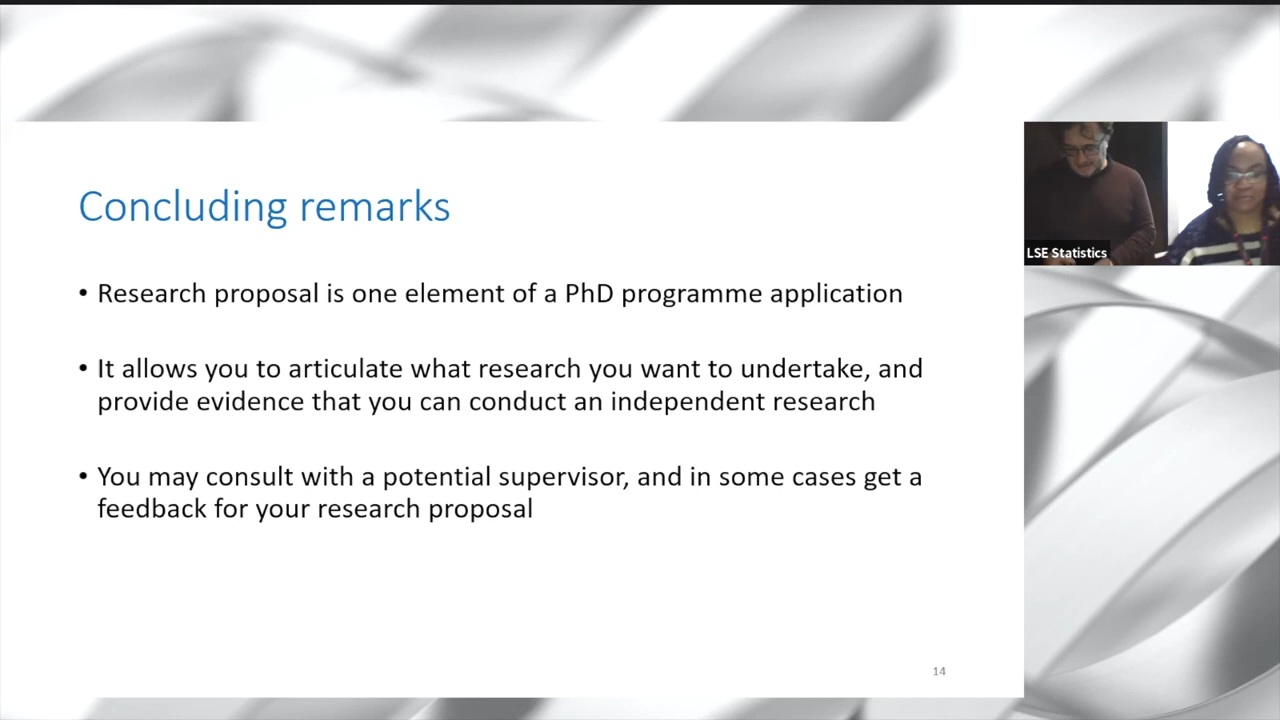 Concluding remarks
• Research proposal is one element of a PhD programme application
• It allows you to articulate what research you want to undertake, and
provide evidence that you can conduct an independent research
• You may consult with a potential supervisor, and in some cases get a
feedback for your research proposal
14
LSE Statistics